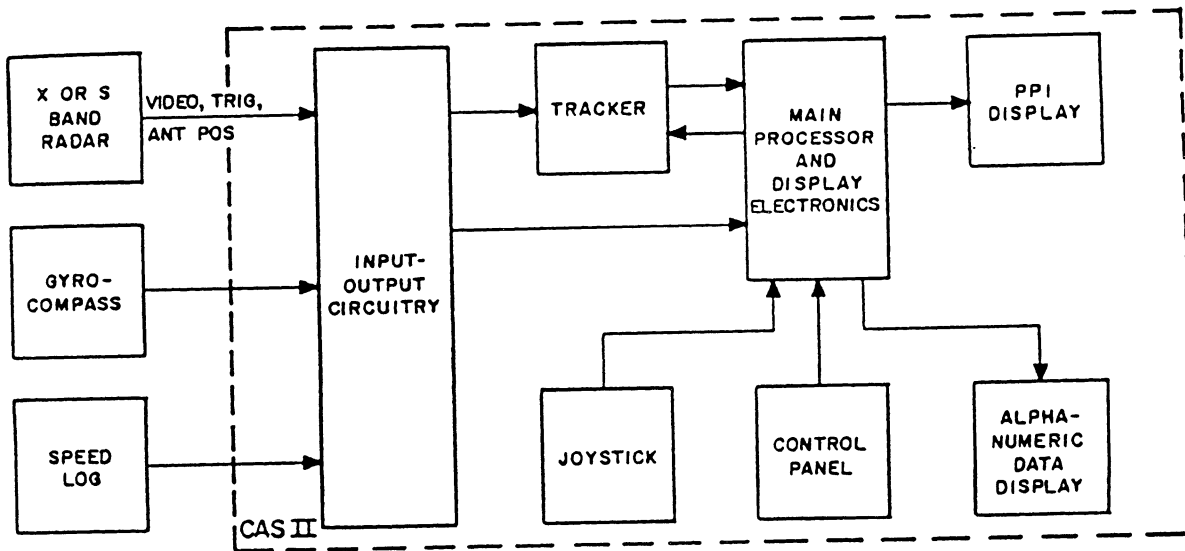 X OR S
BAND
RADAR
VIDEO, TRIG,
ANT POS
GYRO-
COMPASS
SPEED
LOG
INPUT-
OUTPUT
CIRCUITRY
TRACKER
MAIN
PROCESSOR
AND
DISPLAY
ELECTRONICS
PPI
DISPLAY
JOYSTICK
CONTROL
PANEL
ALPHA-
NUMERIC
DATA
DISPLAY
CAS II